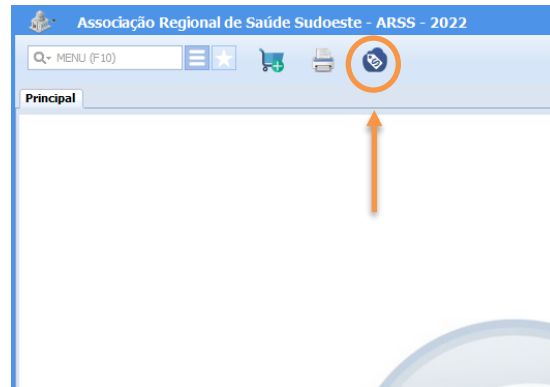 Associação Regional de Saúde Sudoeste - ARSS - 2022
MENU (F10)
Principal